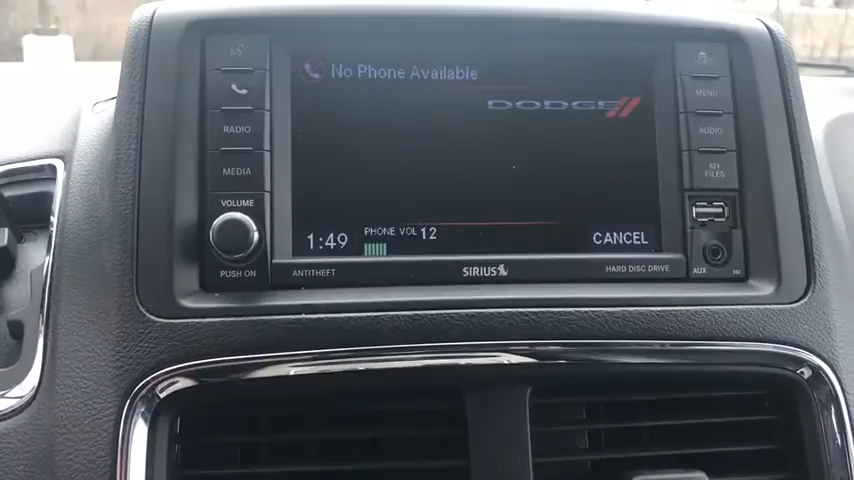 No Phone Available
DODGE
RADIO
MEDIA
VOLUME
PUSH ON
MENU
AUDIO
MY
FILES
1:49
PHONE VOL 12
CANCEL
ANTITHEFT
SIRIUS
HARD DISC DRIVE
AUX